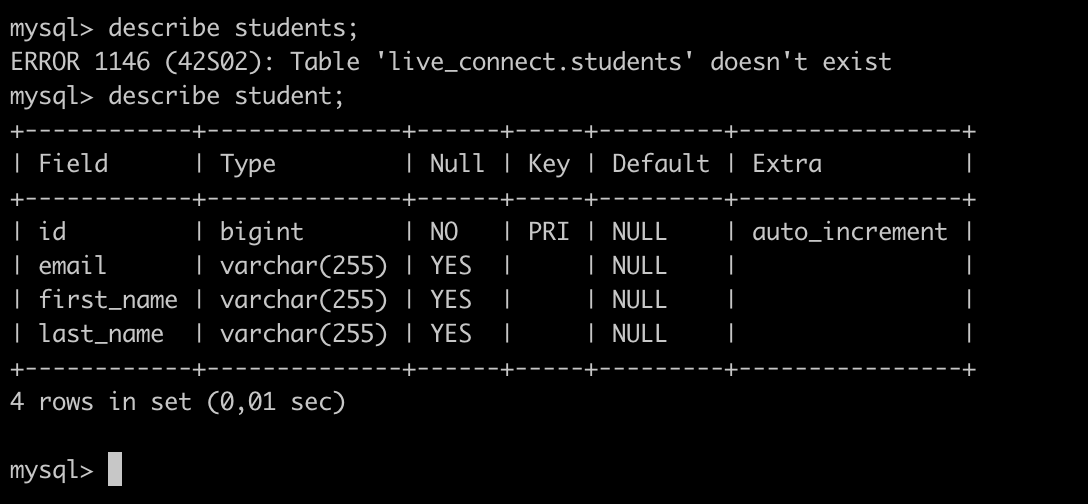 mysql> describe students;
ERROR 1146 (42S02): Table 'live_connect.students' doesn't exist
mysql> describe student;
+------------+--------------+------+-----+---------+----------------+
| Field      | Type         | Null | Key | Default | Extra          |
+------------+--------------+------+-----+---------+----------------+
| id         | bigint       | NO   | PRI | NULL    | auto_increment |
| email      | varchar(255) | YES  |     | NULL    |                |
| first_name | varchar(255) | YES  |     | NULL    |                |
| last_name  | varchar(255) | YES  |     | NULL    |                |
+------------+--------------+------+-----+---------+----------------+
4 rows in set (0,01 sec)

mysql>